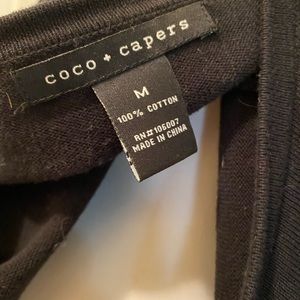 coco + capers
M
100% COTTON
RN#106007
MADE IN CHINA